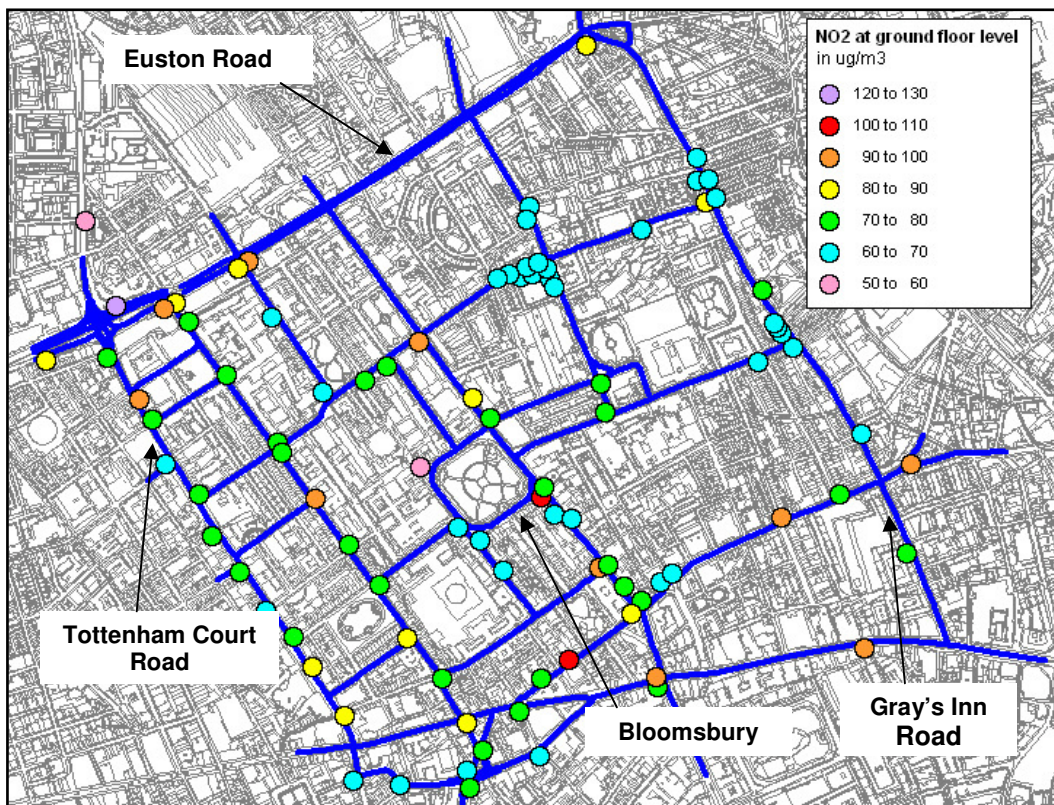 Euston Road
NO2 at ground floor level
in ug/m3
120 to 130
100 to 110
90 to 100
80 to 90
70 to 80
60 to 70
50 to 60
Tottenham Court
Road
Bloomsbury
Gray's Inn
Road